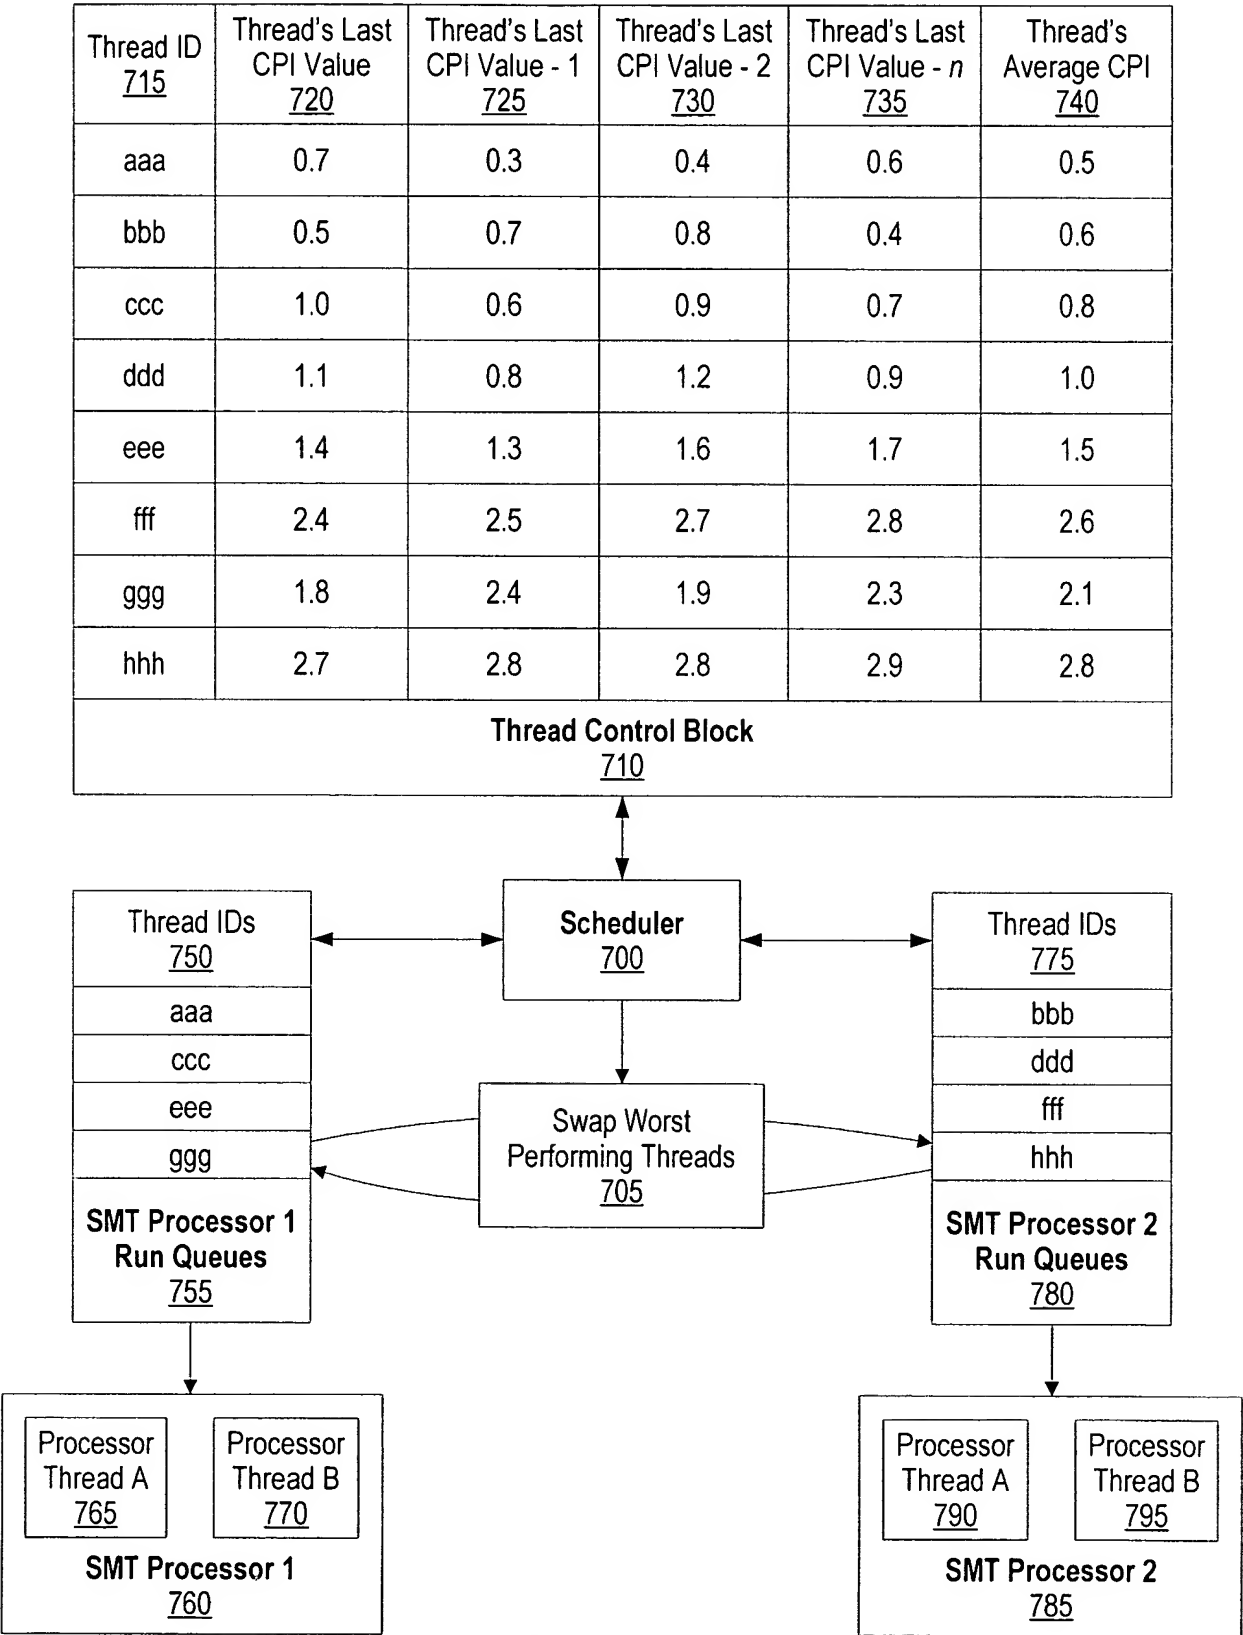 Thread ID
715
Thread's Last
CPI Value
720
Thread's Last
CPI Value - 1
725
Thread's Last
CPI Value - 2
730
Thread's Last
CPI Value - n
735
Thread's
Average CPI
740
aaa 0.7 0.3 0.4 0.6 0.5
bbb 0.5 0.7 0.8 0.4 0.6
ccc 1.0 0.6 0.9 0.7 0.8
ddd 1.1 0.8 1.2 0.9 1.0
eee 1.4 1.3 1.6 1.7 1.5
fff 2.4 2.5 2.7 2.8 2.6
ggg 1.8 2.4 1.9 2.3 2.1
hhh 2.7 2.8 2.8 2.9 2.8
Thread Control Block
710
Scheduler
700
Swap Worst
Performing Threads
705
Thread IDs
750
aaa
ccc
eee
ggg
SMT Processor 1
Run Queues
755
Thread IDs
775
bbb
ddd
fff
hhh
SMT Processor 2
Run Queues
780
Processor
Thread A
765
Processor
Thread B
770
SMT Processor 1
760
Processor
Thread A
790
Processor
Thread B
795
SMT Processor 2
785